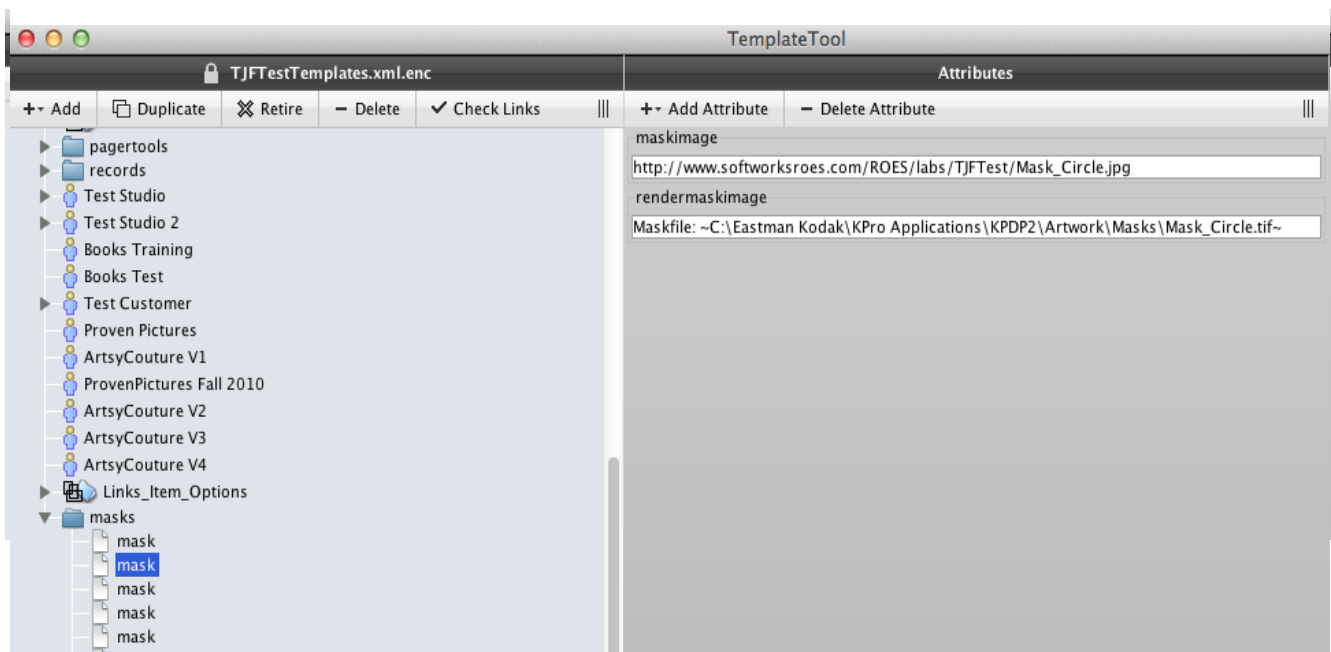 TemplateTool
TJFTestTemplates.xml.enc
Attributes
+ Add Duplicate Retire − Delete Check Links
+ Add Attribute − Delete Attribute
pagertools
records
Test Studio
Test Studio 2
Books Training
Books Test
Test Customer
Proven Pictures
ArtsyCouture V1
ProvenPictures Fall 2010
ArtsyCouture V2
ArtsyCouture V3
ArtsyCouture V4
Links_Item_Options
masks
mask
mask
mask
mask
mask
maskimage
http://www.softworksroes.com/ROES/labs/TJFTest/Mask_Circle.jpg
rendermaskimage
Maskfile: ~C:\Eastman Kodak\KPro Applications\KPDP2\Artwork\Masks\Mask_Circle.tif~